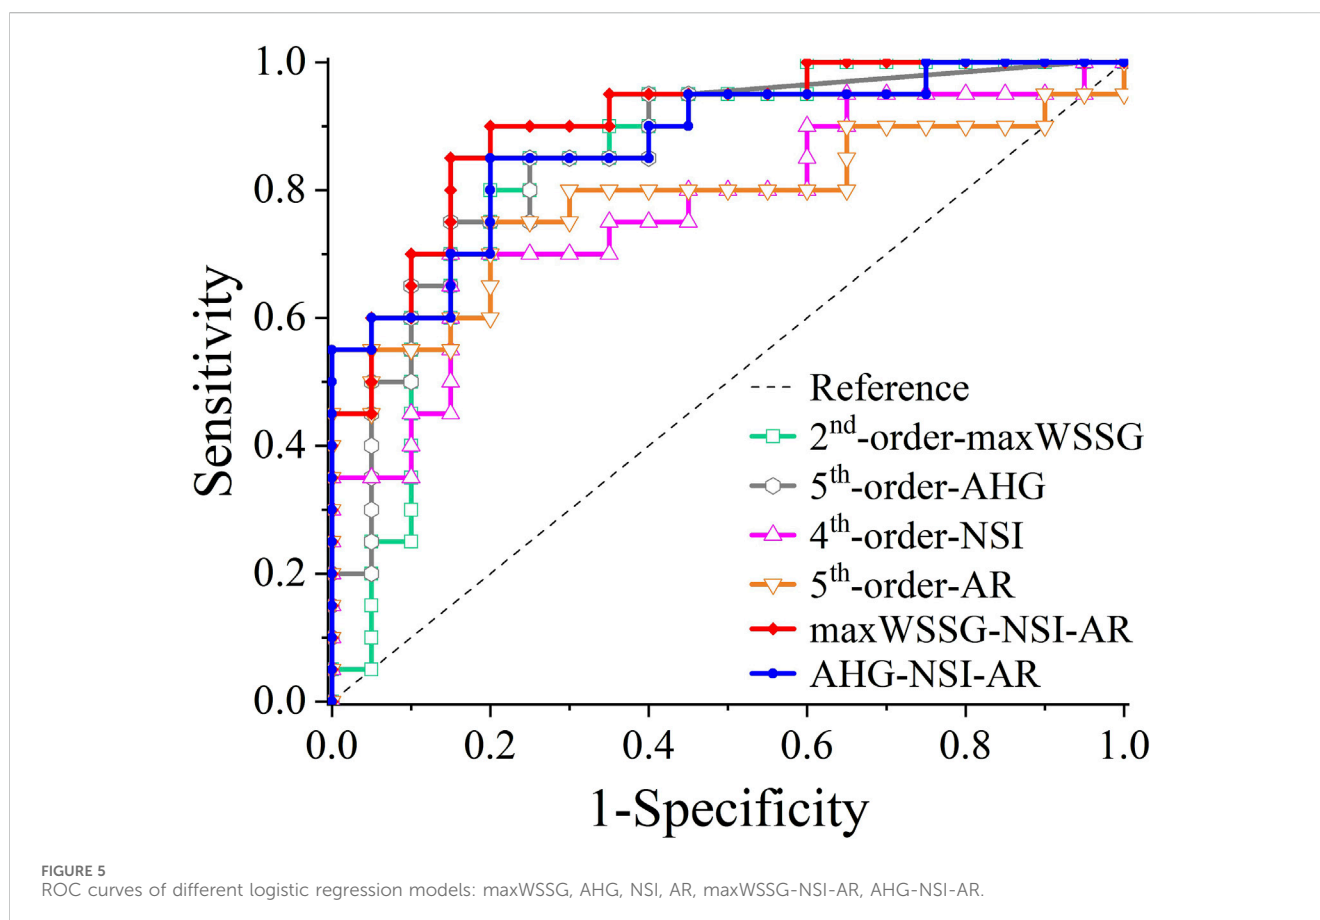 1.0
0.8
0.6
0.4
0.2
0.0
Sensitivity
Reference
2nd-order-maxWSSG
5th-order-AHG
4th-order-NSI
5th-order-AR
maxWSSG-NSI-AR
AHG-NSI-AR
0.0 0.2 0.4 0.6 0.8 1.0
1-Specificity
FIGURE 5
ROC curves of different logistic regression models: maxWSSG, AHG, NSI, AR, maxWSSG-NSI-AR, AHG-NSI-AR.